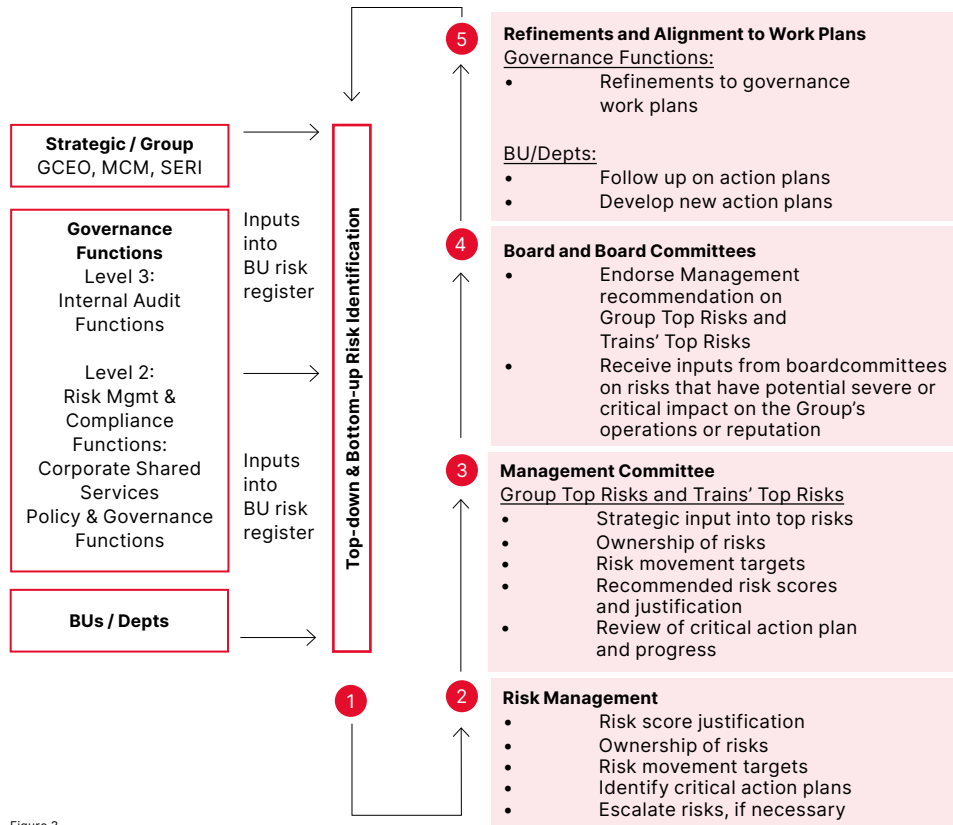 Strategic / Group
GCEO, MCM, SERI
Governance
Functions
Level 3:
Internal Audit
Functions
Level 2:
Risk Mgmt &
Compliance
Functions:
Corporate Shared
Services
Policy & Governance
Functions
BUs / Depts
Inputs
into
BU risk
register
Inputs
into
BU risk
register
Top-down & Bottom-up Risk Identification
1
5
Refinements and Alignment to Work Plans
Governance Functions:
• Refinements to governance
work plans
BU/Depts:
• Follow up on action plans
• Develop new action plans
4
Board and Board Committees
• Endorse Management
recommendation on
Group Top Risks and
Trains’ Top Risks
• Receive inputs from boardcommittees
on risks that have potential severe or
critical impact on the Group’s
operations or reputation
3
Management Committee
Group Top Risks and Trains’ Top Risks
• Strategic input into top risks
• Ownership of risks
• Risk movement targets
• Recommended risk scores
and justification
• Review of critical action plan
and progress
2
Risk Management
• Risk score justification
• Ownership of risks
• Risk movement targets
• Identify critical action plans
• Escalate risks, if necessary